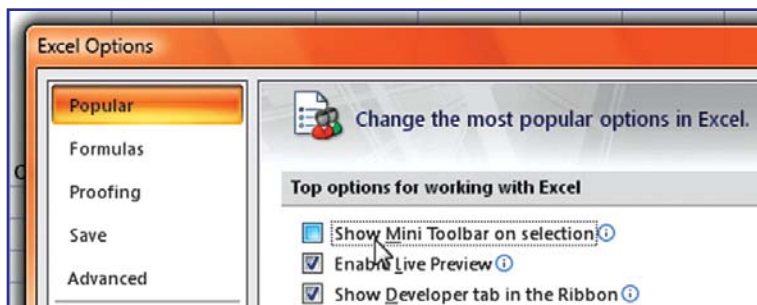 Excel Options
Popular
Formulas
Proofing
Save
Advanced
Change the most popular options in Excel.
Top options for working with Excel
Show Mini Toolbar on selection
Enable Live Preview
Show Developer tab in the Ribbon